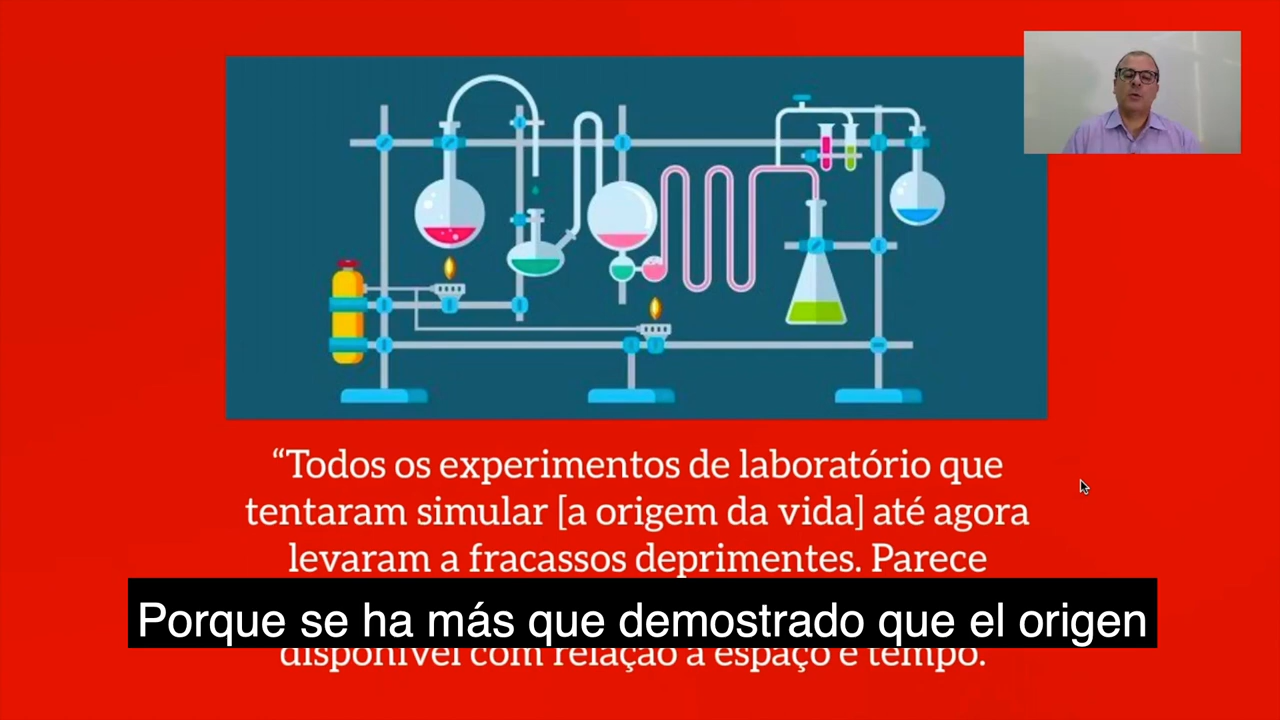 “Todos os experimentos de laboratório que
tentaram simular [a origem da vida] até agora
levaram a fracassos deprimentes. Parece
Porque se ha más que demostrado que el origen
disponível com relação a espaço e tempo.